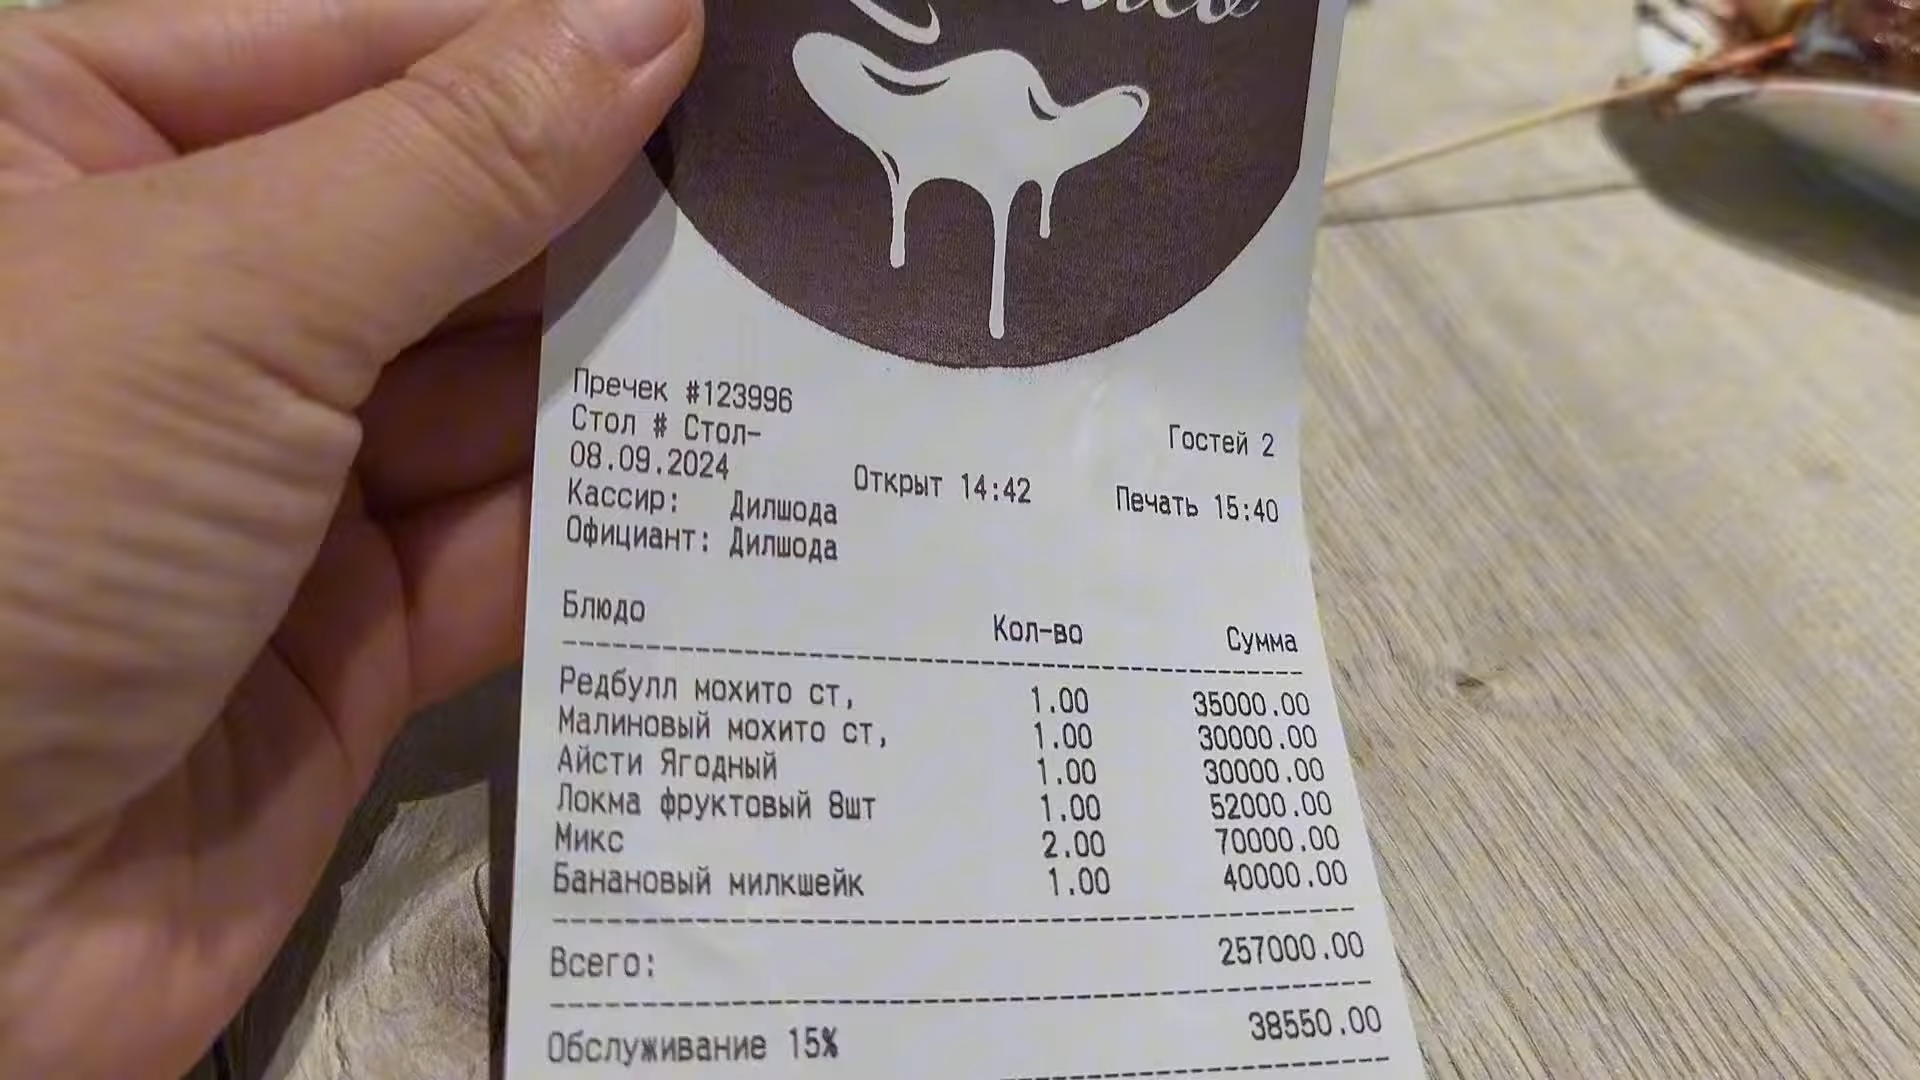 Пречек #123996
Стол # Стол-
Гостей 2
08.09.2024 Открыт 14:42 Печать 15:40
Кассир: Дилшода
Официант: Дилшода
Блюдо Кол-во Сумма
Редбулл мохито ст, 1.00 35000.00
Малиновый мохито ст, 1.00 30000.00
Айсти Ягодный 1.00 30000.00
Локма фруктовый 8шт 1.00 52000.00
Микс 2.00 70000.00
Банановый милкшейк 1.00 40000.00
Всего: 257000.00
Обслуживание 15% 38550.00